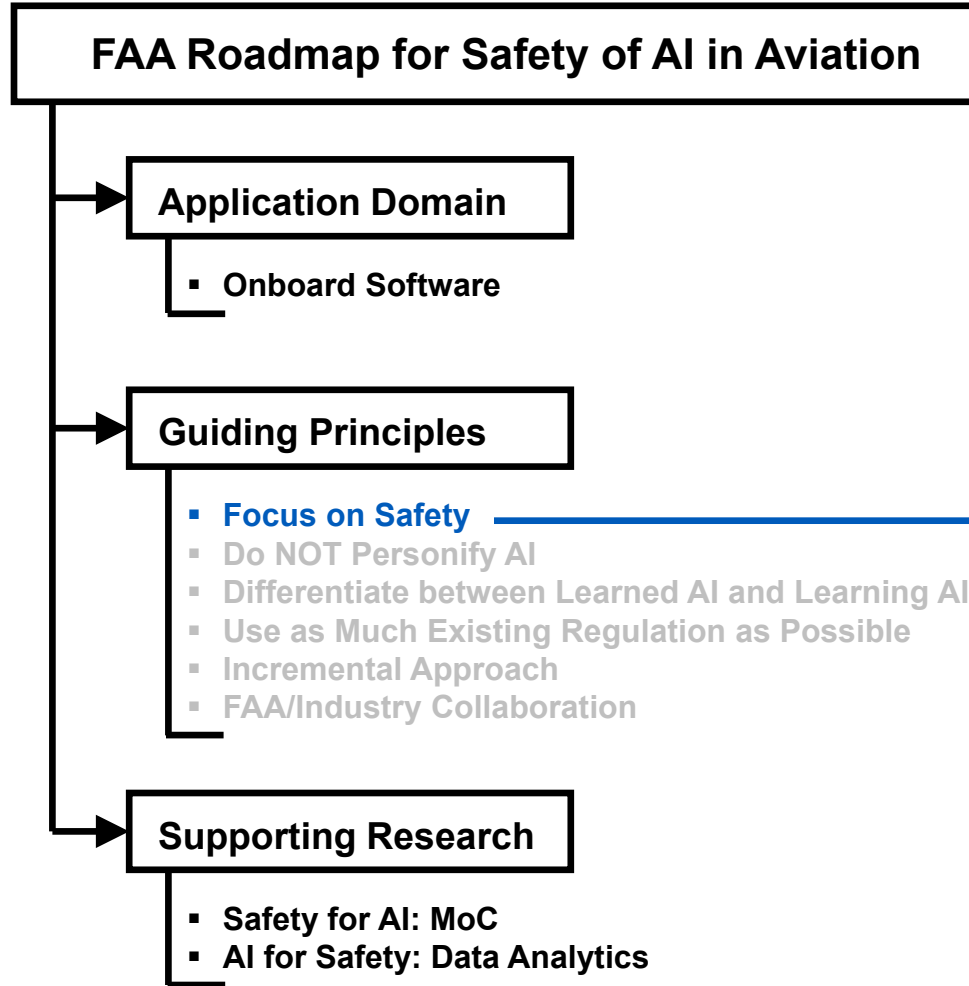 FAA Roadmap for Safety of AI in Aviation
Application Domain
▪ Onboard Software
Guiding Principles
▪ Focus on Safety
▪ Do NOT Personify AI
▪ Differentiate between Learned AI and Learning AI
▪ Use as Much Existing Regulation as Possible
▪ Incremental Approach
▪ FAA/Industry Collaboration
Supporting Research
▪ Safety for AI: MoC
▪ AI for Safety: Data Analytics